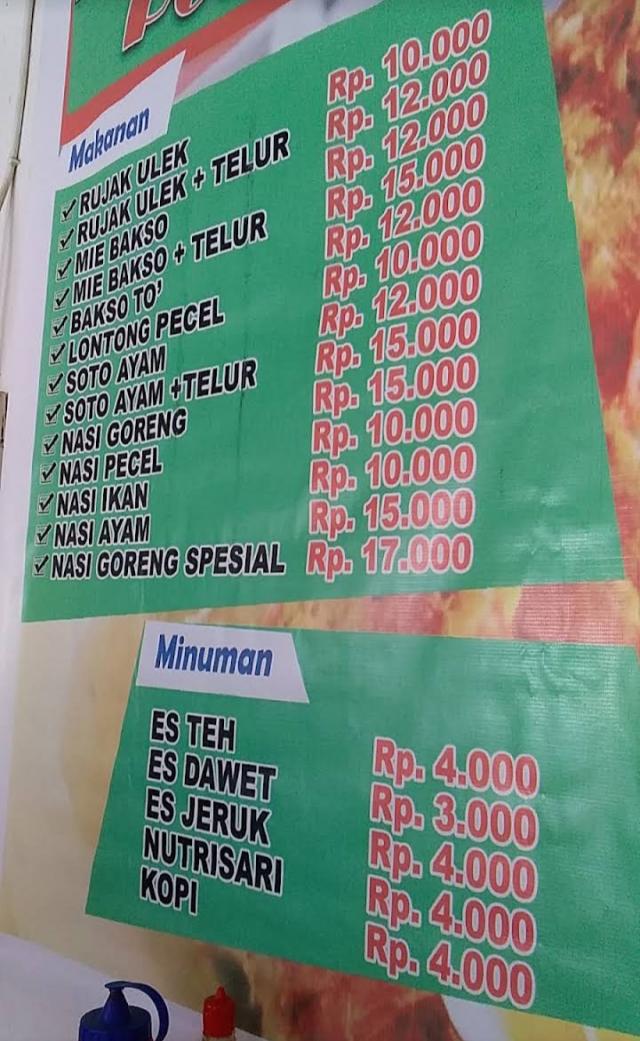 Makanan
RUJAK ULEK Rp. 10.000
RUJAK ULEK + TELUR Rp. 12.000
MIE BAKSO Rp. 12.000
MIE BAKSO + TELUR Rp. 15.000
BAKSO TO' Rp. 12.000
LONTONG PECEL Rp. 10.000
SOTO AYAM Rp. 12.000
SOTO AYAM +TELUR Rp. 15.000
NASI GORENG Rp. 15.000
NASI PECEL Rp. 10.000
NASI IKAN Rp. 10.000
NASI AYAM Rp. 15.000
NASI GORENG SPESIAL Rp. 17.000
Minuman
ES TEH Rp. 4.000
ES DAWET Rp. 3.000
ES JERUK Rp. 4.000
NUTRISARI Rp. 4.000
KOPI Rp. 4.000